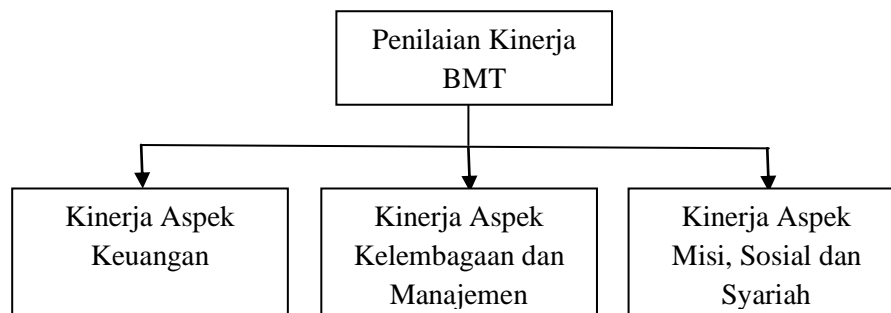 Penilaian Kinerja
BMT
Kinerja Aspek
Keuangan
Kinerja Aspek
Kelembagaan dan
Manajemen
Kinerja Aspek
Misi, Sosial dan
Syariah